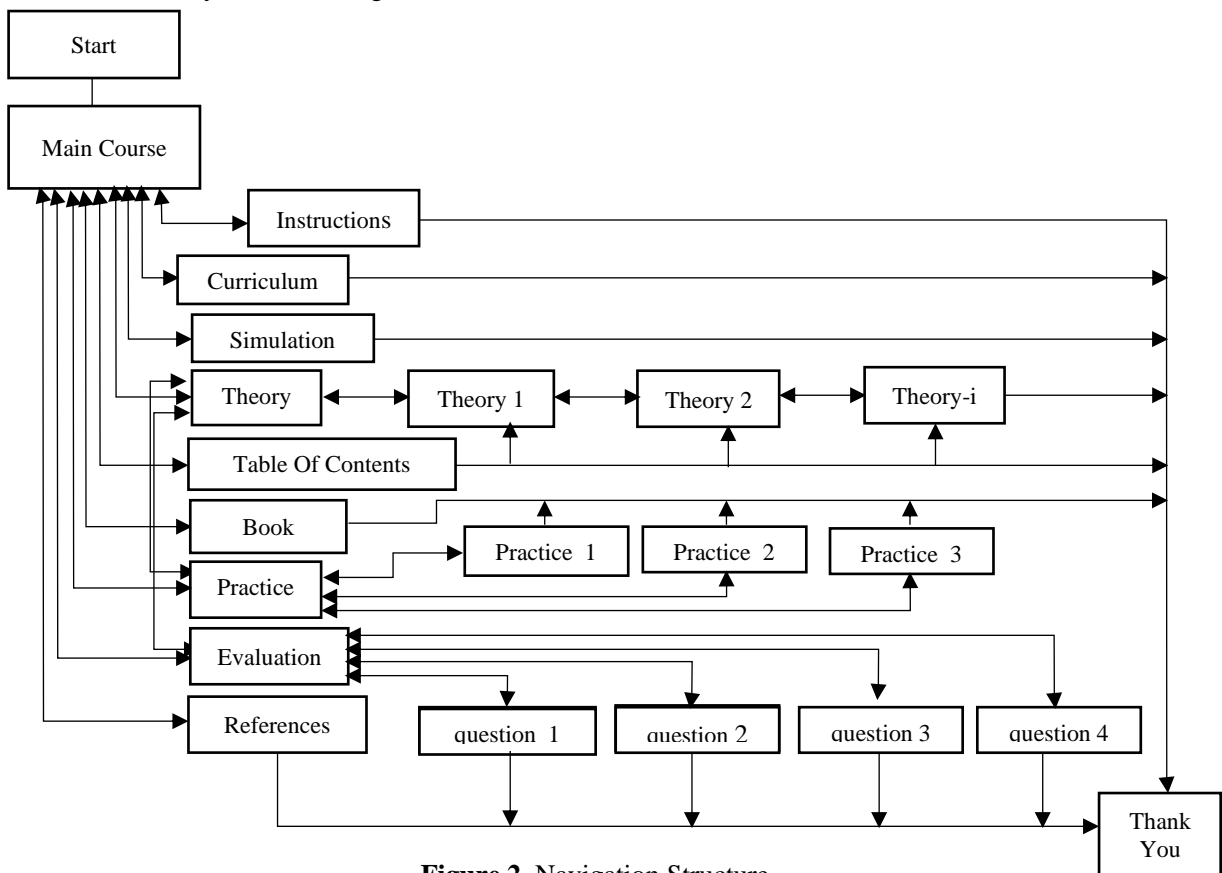 Start
Main Course
Instructions
Curriculum
Simulation
Theory
Theory 1
Theory 2
Theory-i
Table Of Contents
Book
Practice 1
Practice 2
Practice 3
Practice
Evaluation
References
question 1
question 2
question 3
question 4
Thank
You
Figure 2. Navigation Structure